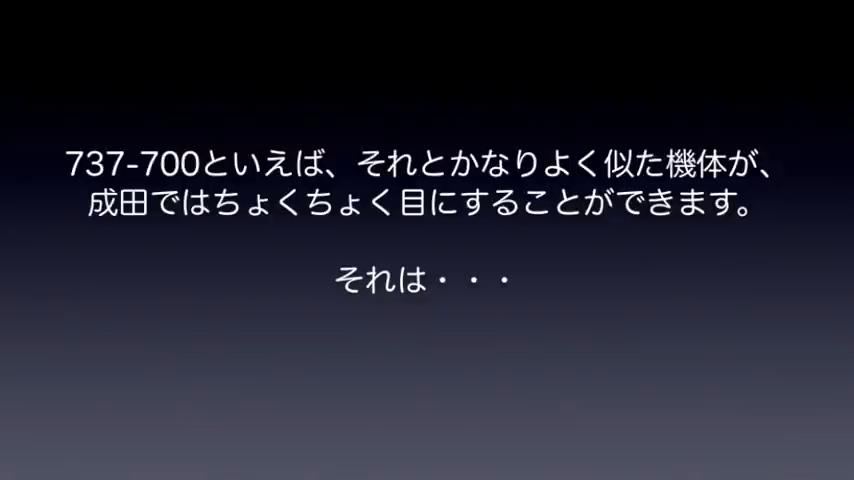 737-700といえば、それとかなりよく似た機体が、
成田ではちょくちょく目にすることができます。
それは・・・